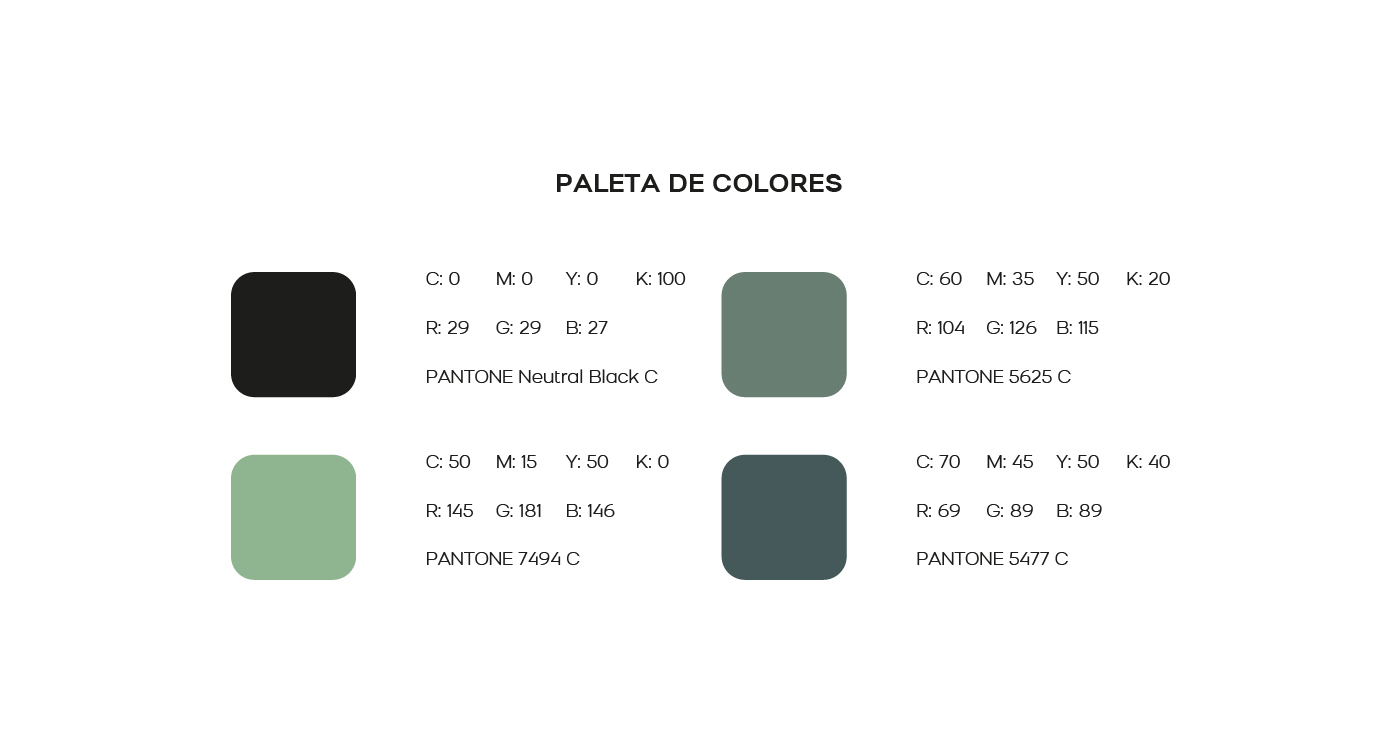 PALETA DE COLORES
C: 0 M: 0 Y: 0 K: 100
R: 29 G: 29 B: 27
PANTONE Neutral Black C
C: 60 M: 35 Y: 50 K: 20
R: 104 G: 126 B: 115
PANTONE 5625 C
C: 50 M: 15 Y: 50 K: 0
R: 145 G: 181 B: 146
PANTONE 7494 C
C: 70 M: 45 Y: 50 K: 40
R: 69 G: 89 B: 89
PANTONE 5477 C